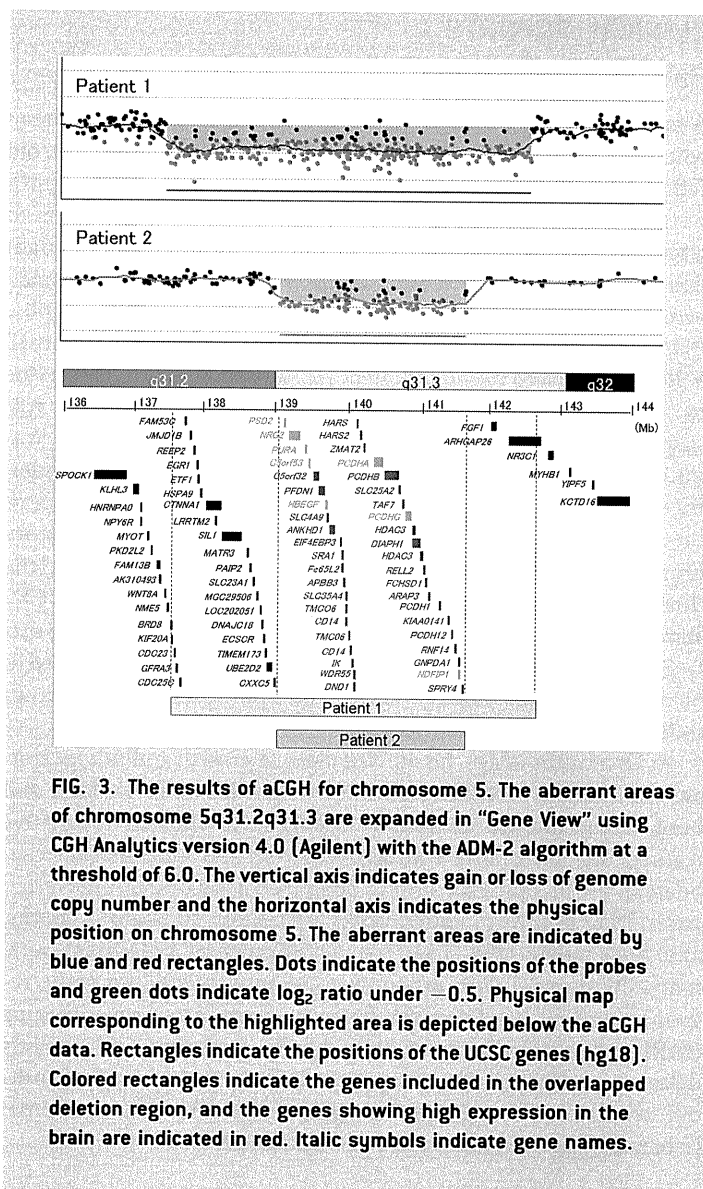 Patient 1
Patient 2
q31.2 q31.3 q32
136 137 138 139 140 141 142 143 144
(Mb)
FAM53C
JMJD1B
REEP2
EGR1
ETF1
HSPA9
CTNNA1
LRRTM2
SIL1
MATR3
PAIP2
SLC23A1
MGC29506
LOC202051
DNAJC18
ECSCR
TIMEM173
UBE2D2
CXXC5
SPOCK1
KLHL3
HNRNPA0
NPY6R
MYOT
PKD2L2
FAM13B
AK310493
WNT8A
NME5
BRD8
KIF20A
CDC23
GFRA3
CDC25C
PSD2
NRG2
PURA
C5orf53
C5orf32
PFDN1
HBEGF
SLC4A9
ANKHD1
EIF4EBP3
SRA1
Fe65L2
APBB3
SLC35A4
TMCO6
CD14
TMC06
CD14
IK
WDR55
DND1
HARS
HARS2
ZMAT2
PCDHA
PCDHB
SLC25A2
TAF7
PCDHG
HDAC3
DIAPH1
HDAC3
RELL2
FCHSD1
ARAP3
PCDH1
KIAA0141
PCDH12
RNF14
GNPDA1
NDFIP1
SPRY4
FGF1
ARHGAP26
NR3C1
MYHB1
YIPF5
KCTD16
Patient 1
Patient 2
FIG. 3. The results of aCGH for chromosome 5. The aberrant areas
of chromosome 5q31.2q31.3 are expanded in “Gene View” using
CGH Analytics version 4.0 (Agilent) with the ADM-2 algorithm at a
threshold of 6.0. The vertical axis indicates gain or loss of genome
copy number and the horizontal axis indicates the physical
position on chromosome 5. The aberrant areas are indicated by
blue and red rectangles. Dots indicate the positions of the probes
and green dots indicate log₂ ratio under −0.5. Physical map
corresponding to the highlighted area is depicted below the aCGH
data. Rectangles indicate the positions of the UCSC genes (hg18).
Colored rectangles indicate the genes included in the overlapped
deletion region, and the genes showing high expression in the
brain are indicated in red. Italic symbols indicate gene names.